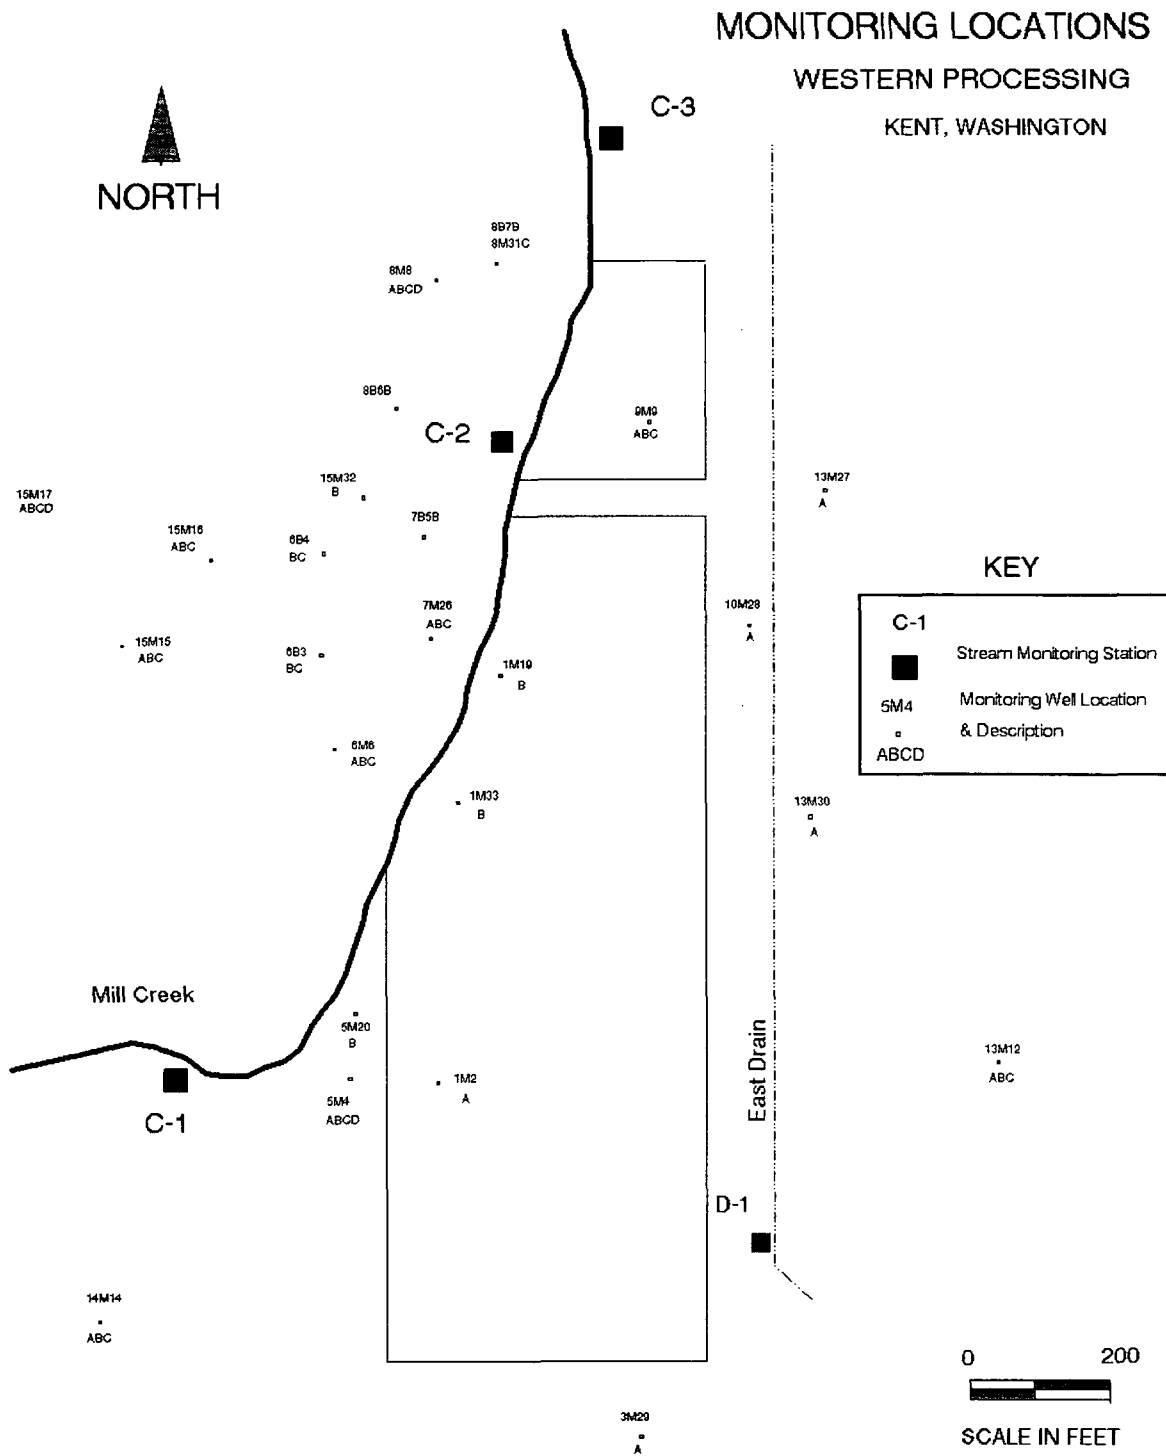 MONITORING LOCATIONS
WESTERN PROCESSING
KENT, WASHINGTON
C-3
NORTH
8B7B
8M31C
8M8
ABCD
8B6B
C-2
9M9
ABC
15M32
B
13M27
A
15M17
ABCD
7B5B
15M16
ABC
6B4
BC
KEY
C-1
Stream Monitoring Station
5M4
Monitoring Well Location
& Description
ABCD
10M28
A
7M26
ABC
15M15
ABC
6B3
BC
1M19
B
6M6
ABC
1M33
B
13M30
A
Mill Creek
5M20
B
East Drain
13M12
ABC
1M2
A
5M4
ABCD
C-1
D-1
14M14
ABC
0 200
SCALE IN FEET
3M29
A